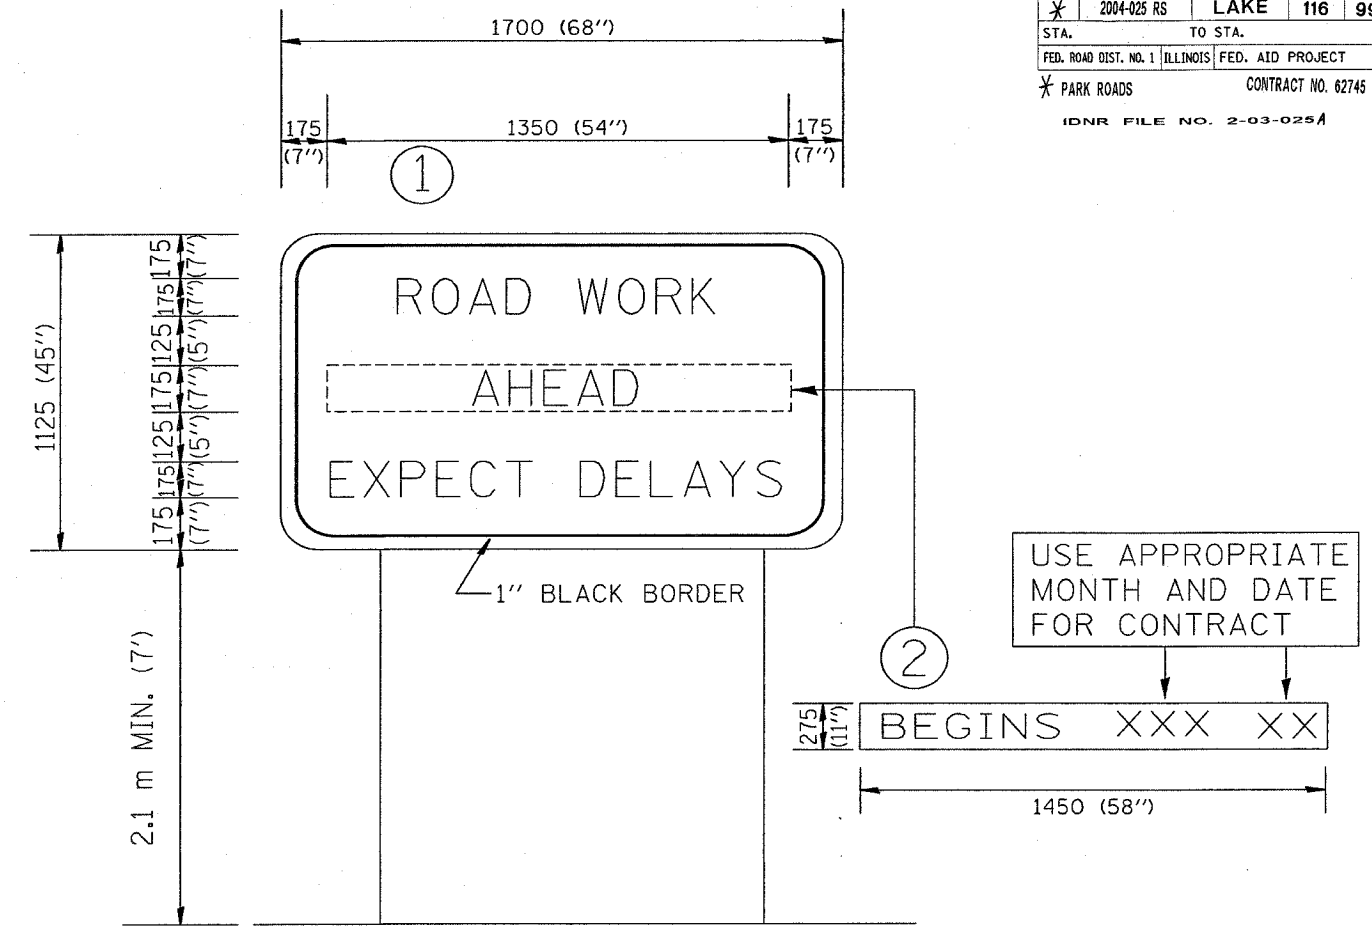 * 2004-025 RS LAKE 116 99
STA. TO STA.
FED. ROAD DIST. NO. 1 ILLINOIS FED. AID PROJECT
* PARK ROADS CONTRACT NO. 62745
IDNR FILE NO. 2-03-025A
1700 (68")
175 (7")
1350 (54")
175 (7")
1
1125 (45")
175 (7")
175 (7")
125 (5")
175 (7")
125 (5")
175 (7")
175 (7")
ROAD WORK
AHEAD
EXPECT DELAYS
1" BLACK BORDER
2.1 m MIN. (7')
2
USE APPROPRIATE
MONTH AND DATE
FOR CONTRACT
275 (11")
BEGINS XXX XX
1450 (58")